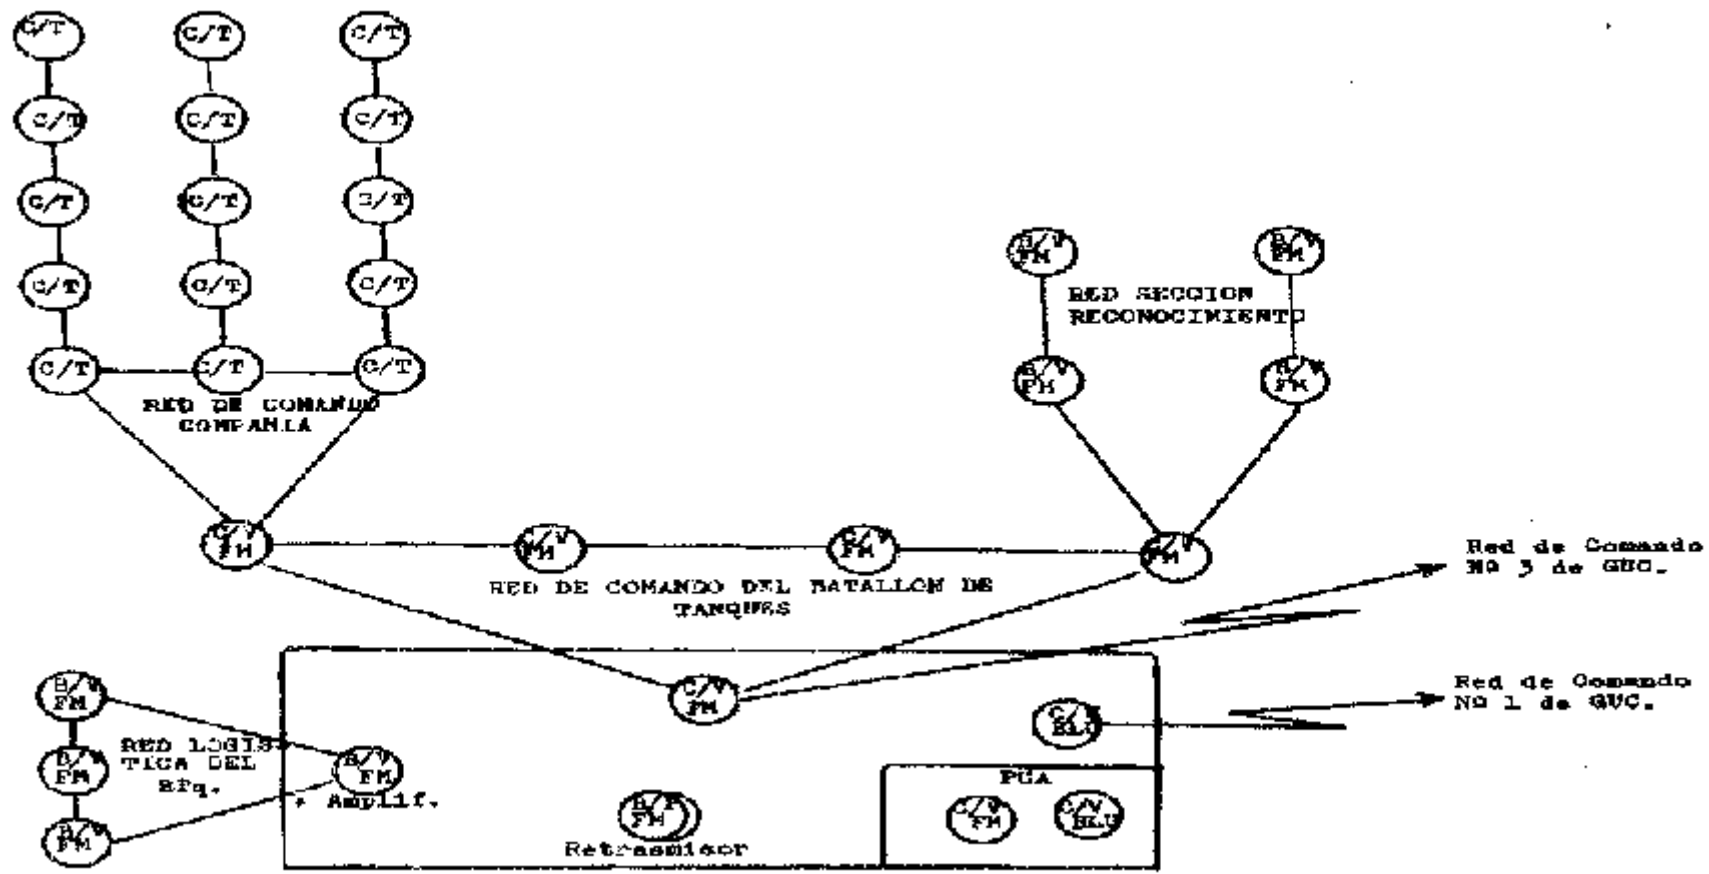 C/T C/T C/T
C/T C/T C/T
C/T C/T C/T
C/T C/T C/T
C/T C/T C/T
RED DE COMANDO
COMPAÑIA
B/V FM B/V FM
RED SECCION
RECONOCIMIENTO
B/V FM B/V FM
C/V FM C/V FM C/V FM
RED DE COMANDO DEL BATALLON DE
TANQUES
Red de Comando
Nº 3 de GUC.
C/V FM
C/V BLU
Red de Comando
Nº 1 de GUC.
B/V FM
RED LOGIS
TICA DEL
BTq.
B/V FM
B/V FM
B/V FM
Amplif.
FM
Retrasmisor
PCA
C/V FM C/V BLU